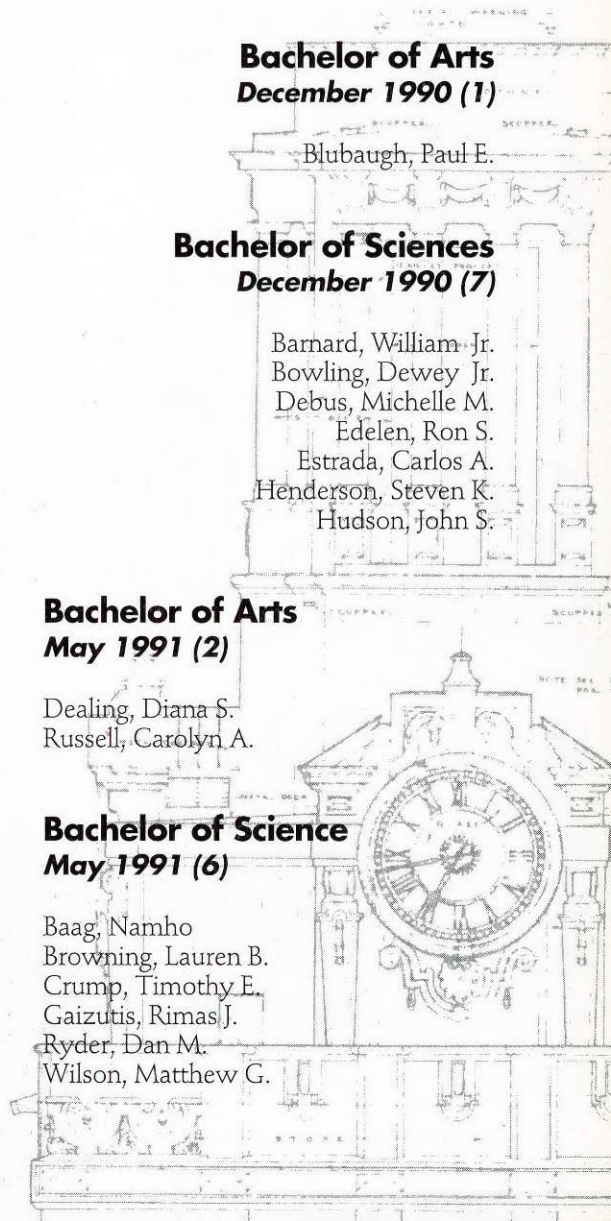 Bachelor of Arts
December 1990 (1)
Blubaugh, Paul E.
Bachelor of Sciences
December 1990 (7)
Barnard, William Jr.
Bowling, Dewey Jr.
Debus, Michelle M.
Edelen, Ron S.
Estrada, Carlos A.
Henderson, Steven K.
Hudson, John S.
SCUPPER
SCUPPER
Bachelor of Arts
May 1991 (2)
Dealing, Diana S.
Russell, Carolyn A.
Bachelor of Science
May 1991 (6)
Baag, Namho
Browning, Lauren B.
Crump, Timothy E.
Gaizutis, Rimas J.
Ryder, Dan M.
Wilson, Matthew G.
STONE